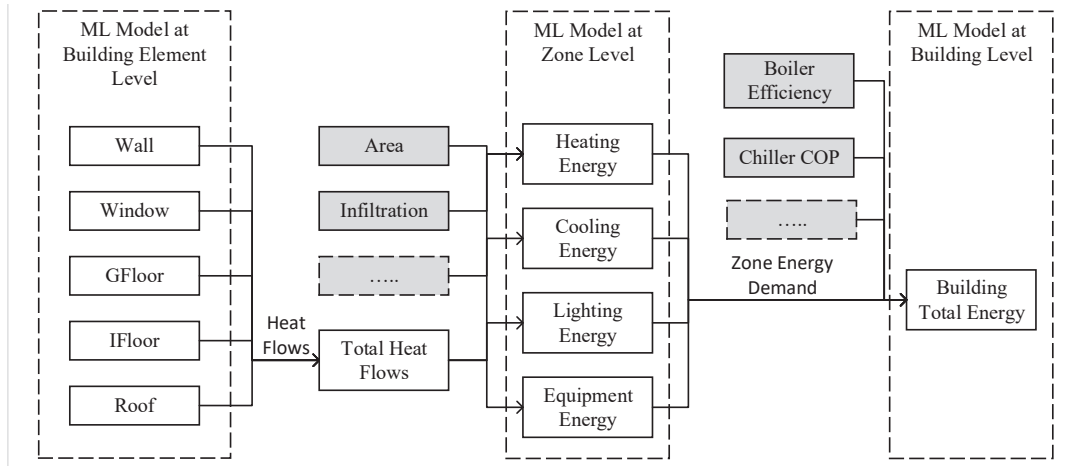 ML Model at
Building Element
Level
Wall
Window
GFloor
IFloor
Roof
Heat
Flows
Area
Infiltration
…..
Total Heat
Flows
ML Model at
Zone Level
Heating
Energy
Cooling
Energy
Lighting
Energy
Equipment
Energy
Boiler
Efficiency
Chiller COP
…..
Zone Energy
Demand
ML Model at
Building Level
Building
Total Energy